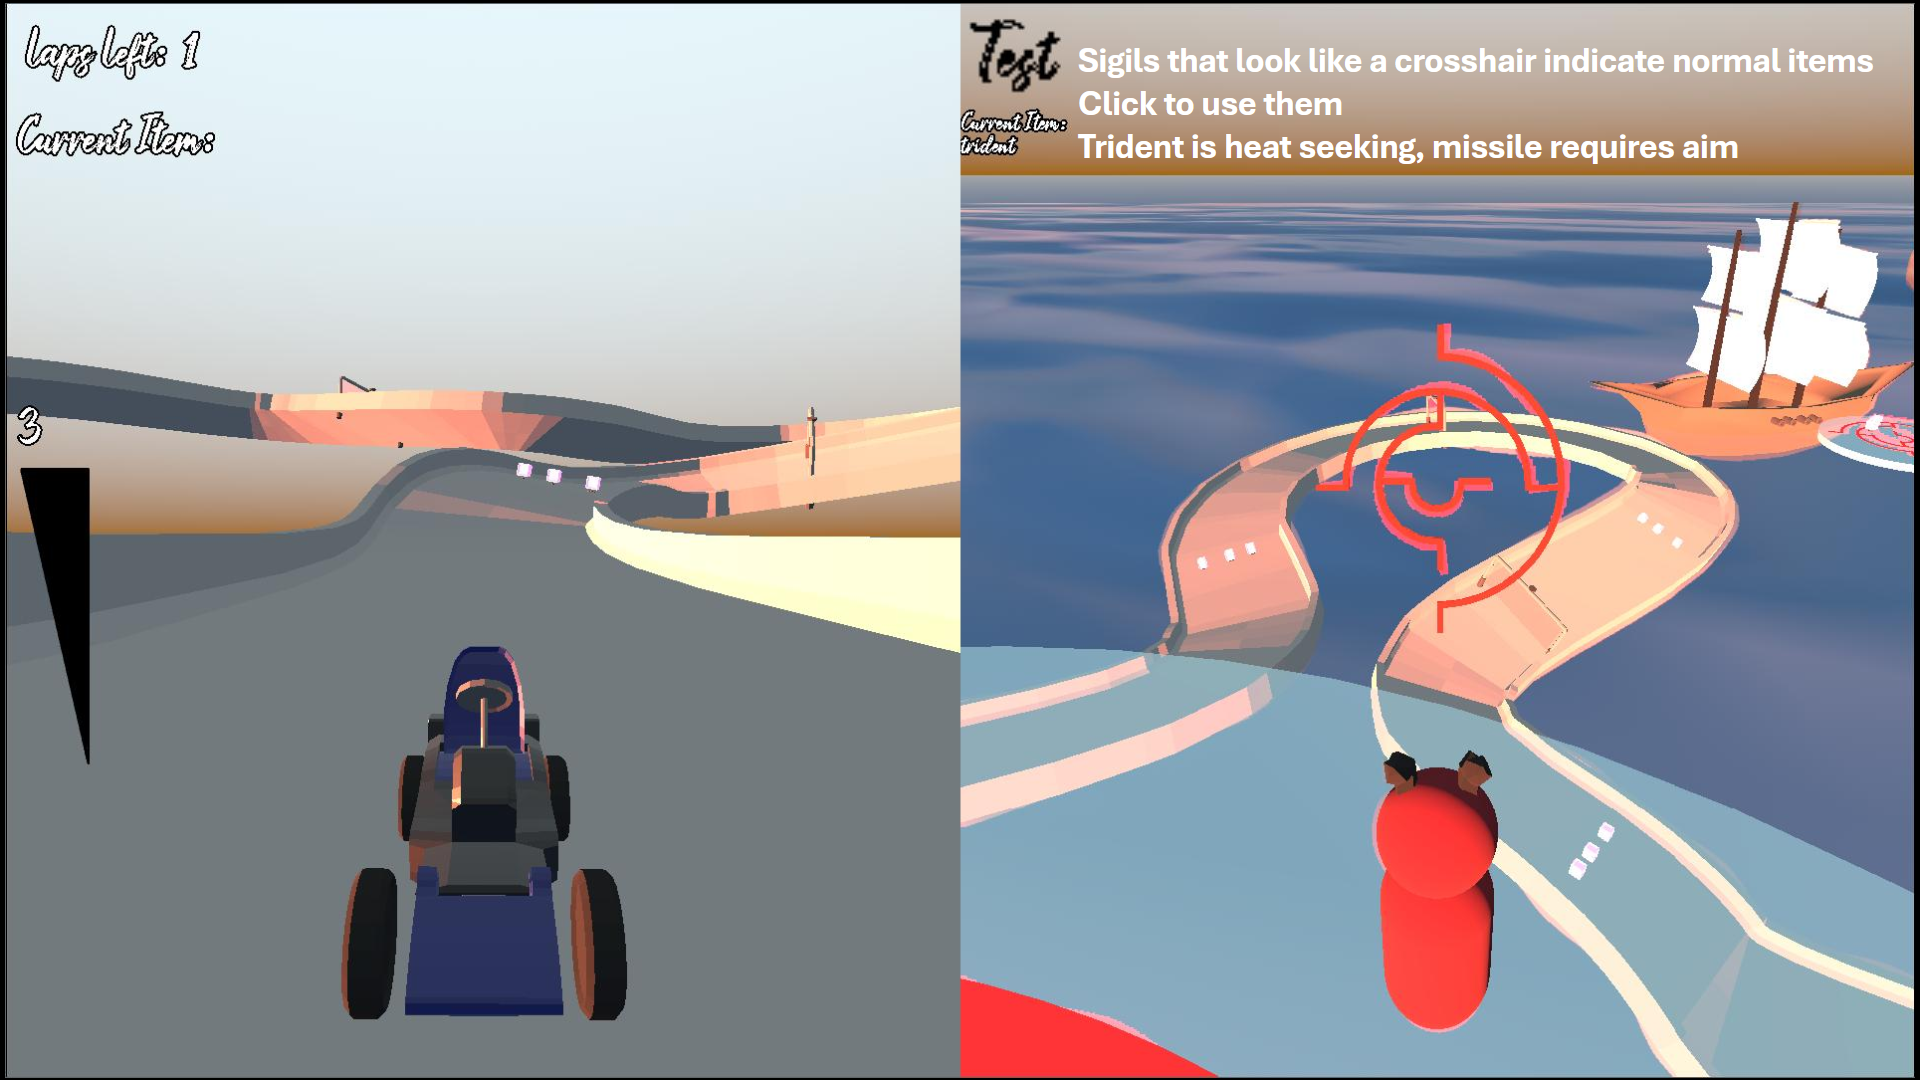 laps left: 1
Current Item:
3
Test
Current Item:
trident
Sigils that look like a crosshair indicate normal items
Click to use them
Trident is heat seeking, missile requires aim